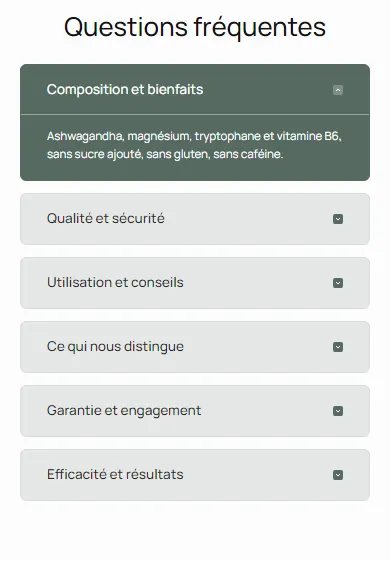 Questions fréquentes
Composition et bienfaits
Ashwagandha, magnésium, tryptophane et vitamine B6,
sans sucre ajouté, sans gluten, sans caféine.
Qualité et sécurité
Utilisation et conseils
Ce qui nous distingue
Garantie et engagement
Efficacité et résultats